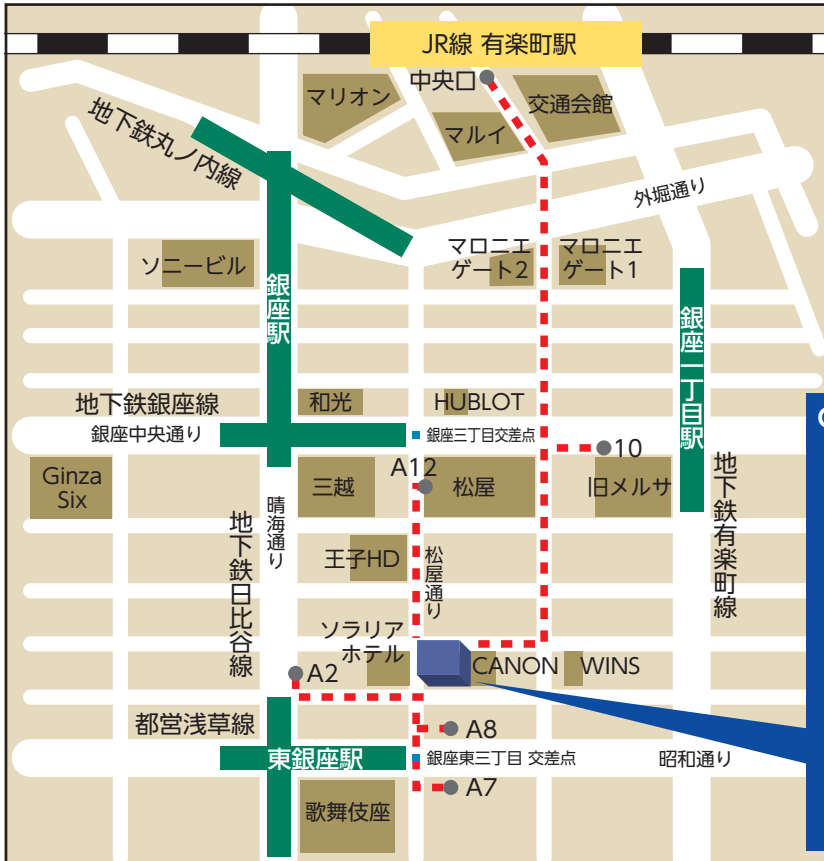 JR線 有楽町駅
中央口
マリオン
交通会館
マルイ
地下鉄丸ノ内線
外堀通り
ソニービル
マロニエ
ゲート2
マロニエ
ゲート1
銀座駅
銀座一丁目駅
地下鉄銀座線
和光
HUBLOT
銀座中央通り
銀座三丁目交差点
10
A12
Ginza
Six
三越
松屋
旧メルサ
晴海通り
地下鉄有楽町線
地下鉄日比谷線
王子HD
松屋通り
ソラリア
ホテル
CANON
WINS
A2
都営浅草線
A8
東銀座駅
銀座東三丁目 交差点
昭和通り
A7
歌舞伎座